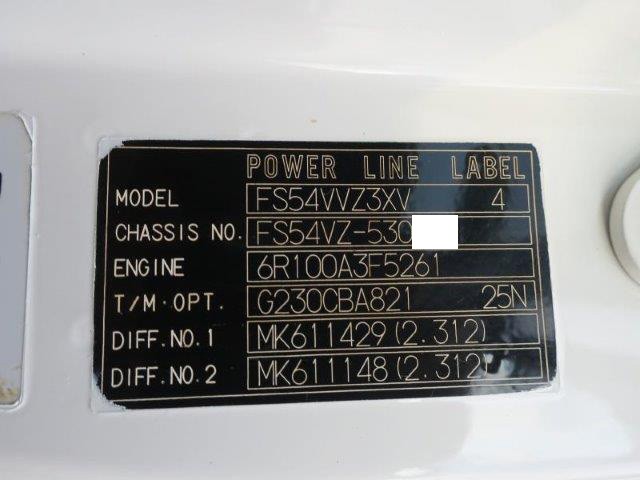 POWER LINE LABEL
MODEL FS54VVZ3XV 4
CHASSIS NO. FS54VZ-530
ENGINE 6R100A3F5261
T/M·OPT. G230CBA821 25N
DIFF.NO.1 MK611429(2.312)
DIFF.NO.2 MK611148(2.312)